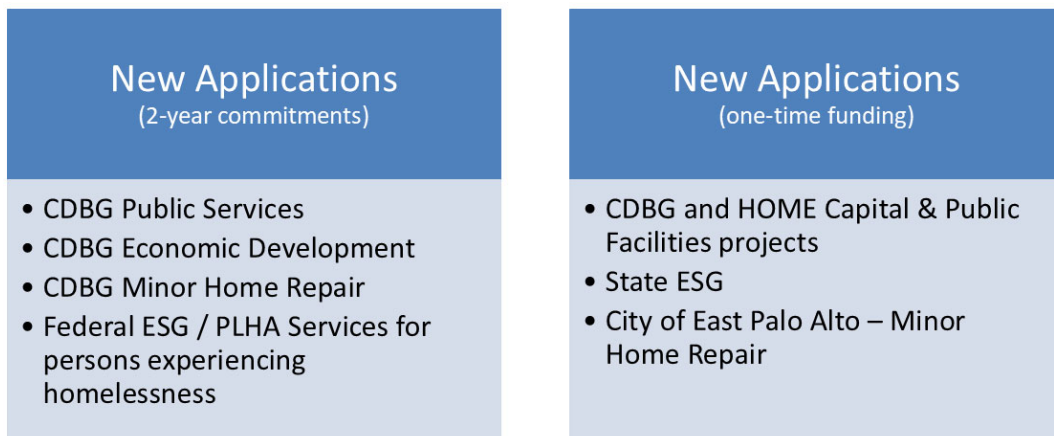 New Applications
(2-year commitments)
• CDBG Public Services
• CDBG Economic Development
• CDBG Minor Home Repair
• Federal ESG / PLHA Services for
persons experiencing
homelessness
New Applications
(one-time funding)
• CDBG and HOME Capital & Public
Facilities projects
• State ESG
• City of East Palo Alto – Minor
Home Repair